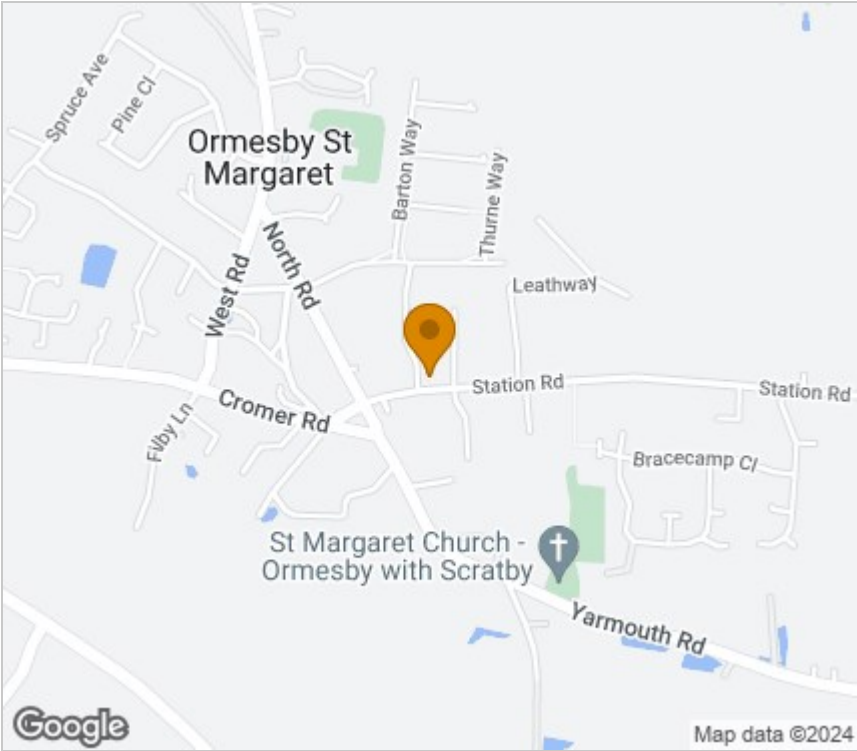 Spruce Ave
Pine Cl
Ormesby St
Margaret
Barton Way
Thurne Way
North Rd
West Rd
Leathway
Station Rd
Station Rd
Cromer Rd
Filby Ln
Bracecamp Cl
St Margaret Church -
Ormesby with Scratby
Yarmouth Rd
Google
Map data ©2024